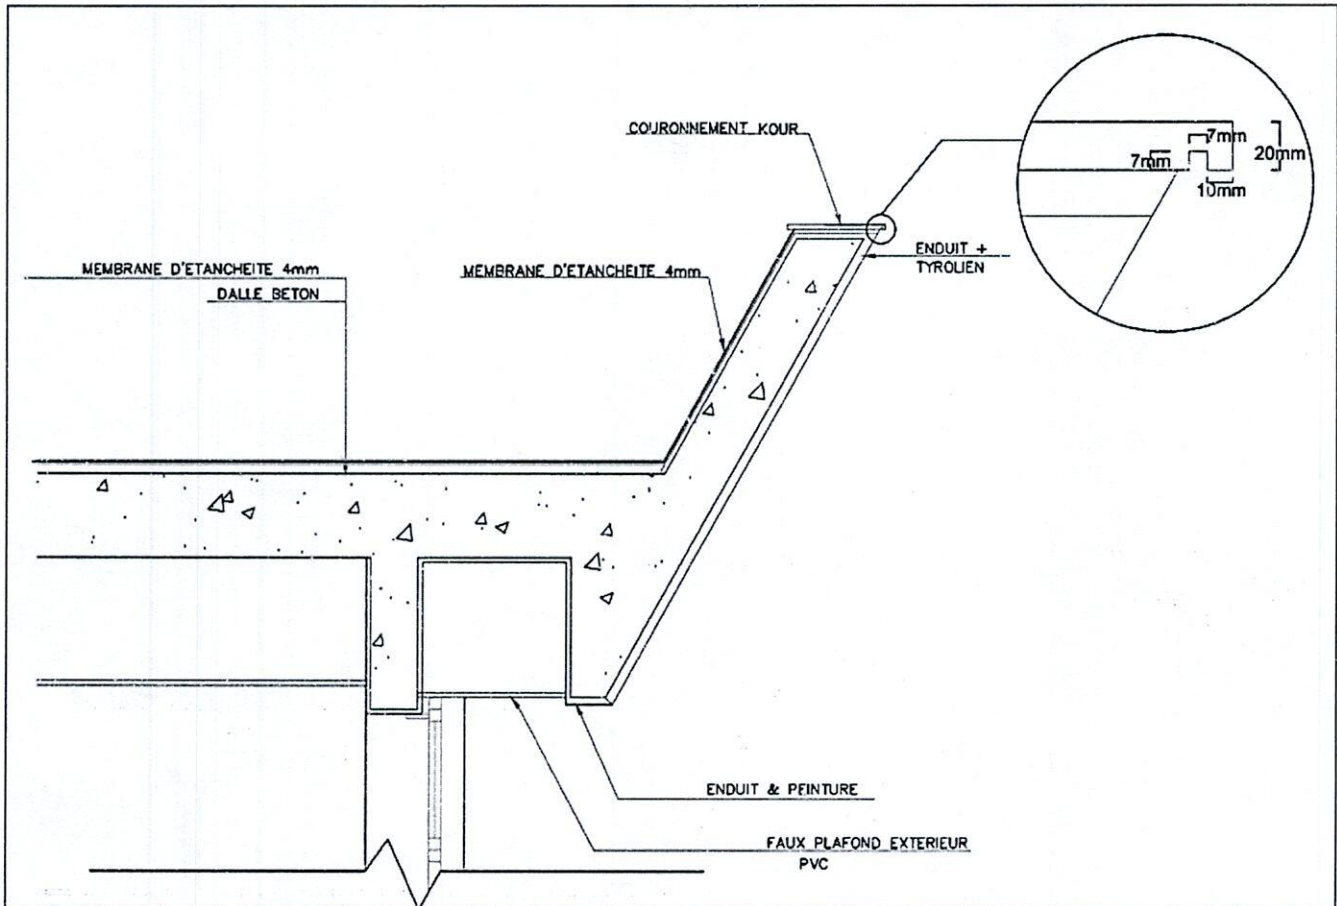 COURONNEMENT KOUR
7mm
7mm
20mm
10mm
ENDUIT +
TYROLIEN
MEMBRANE D'ETANCHEITE 4mm
MEMBRANE D'ETANCHEITE 4mm
DALLE BETON
ENDUIT & PEINTURE
FAUX PLAFOND EXTERIEUR
PVC